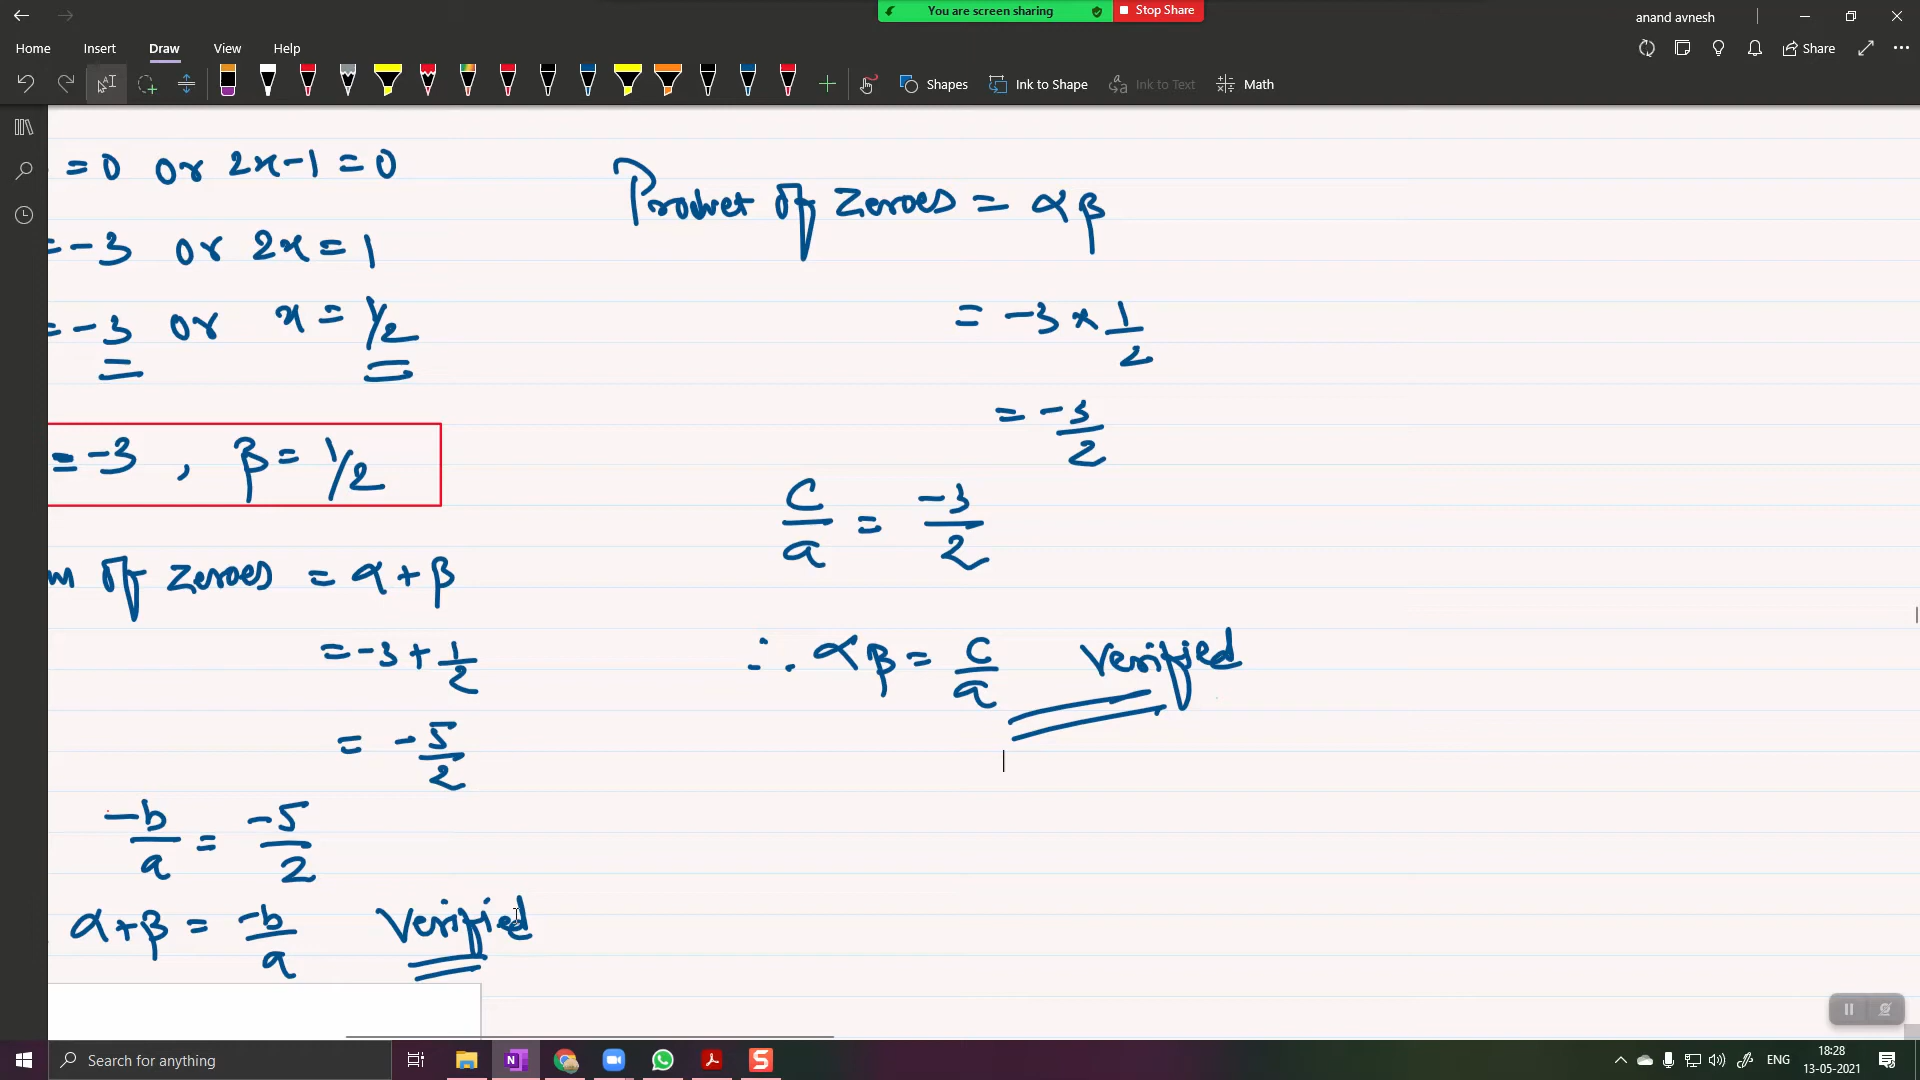 You are screen sharing
Stop Share
anand avnesh
Home Insert Draw View Help
Share
Shapes
Ink to Shape
Ink to Text
Math
= 0 or 2x-1=0
=-3 or 2x=1
=-3 or x=1/2
=-3 , β=1/2
m of zeroes = α+β
=-3+1/2
= -5/2
-b/a = -5/2
α+β = -b/a Verified
Product of zeroes = αβ
= -3×1/2
= -3/2
C/a = -3/2
∴ αβ = C/a Verified
Search for anything
ENG
18:28
13-05-2021